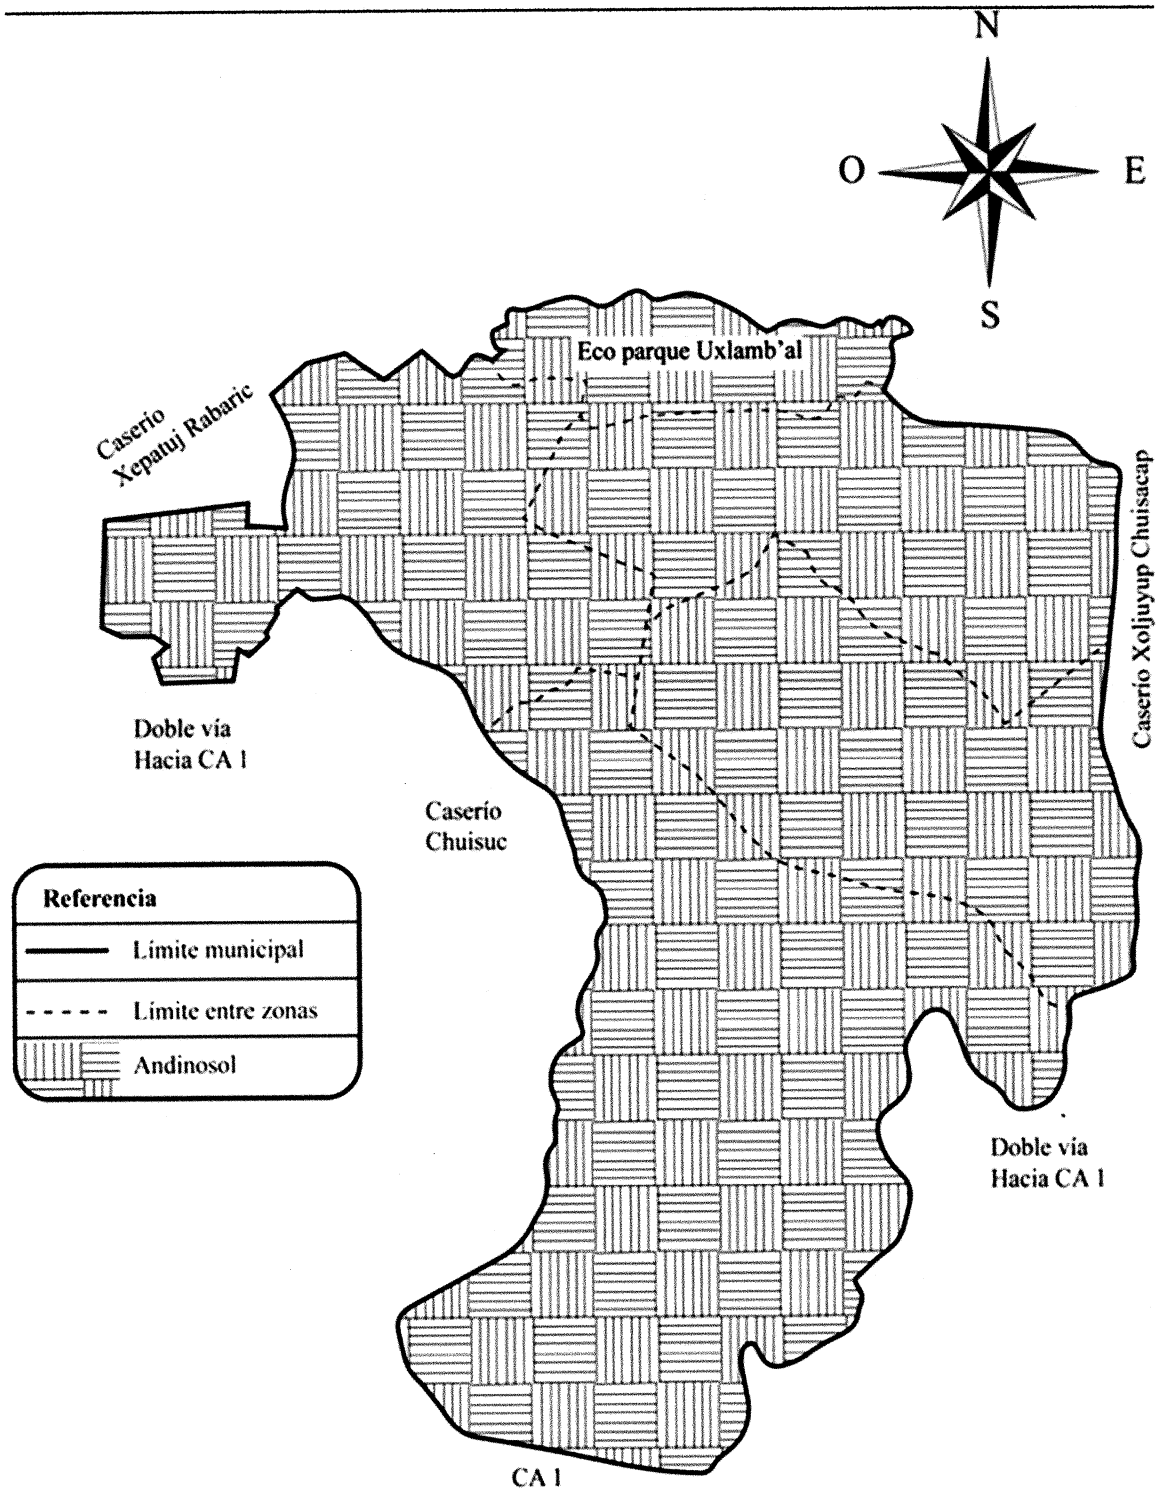 N
O
E
S
Eco parque Uxlamb'al
Caserío
Xepatuj Rabaric
Caserío Xoljuyup Chuisacap
Doble vía
Hacia CA 1
Caserío
Chuisuc
Referencia
Límite municipal
Límite entre zonas
Andinosol
Doble vía
Hacia CA 1
CA 1